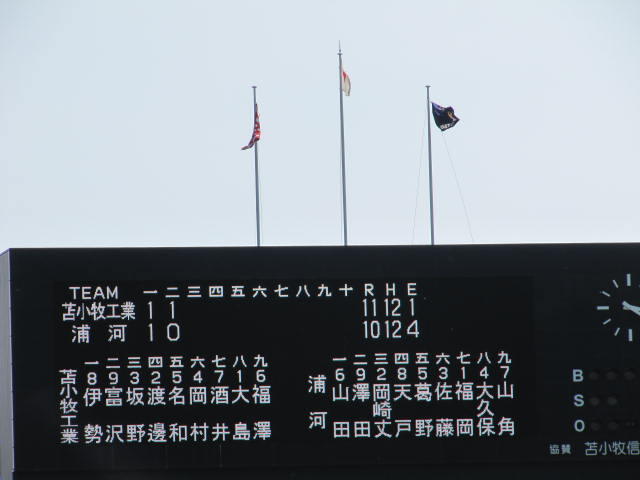 TEAM 一二三四五六七八九十 R H E
苫小牧工業 1 1 11 12 1
浦河 1 0 10 12 4
苫小牧工業
一二三四五六七八九
8 9 3 2 5 4 7 1 6
伊勢 富沢 坂野 渡邊 名和 岡村 酒井 大島 福澤
浦河
一二三四五六七八九
6 5 9 2 8 5 3 1 4 7
山田 澤田 岡崎丈 天戸 葛野 佐藤 福岡 大久保 山角
B
S
O
協賛 苫小牧信